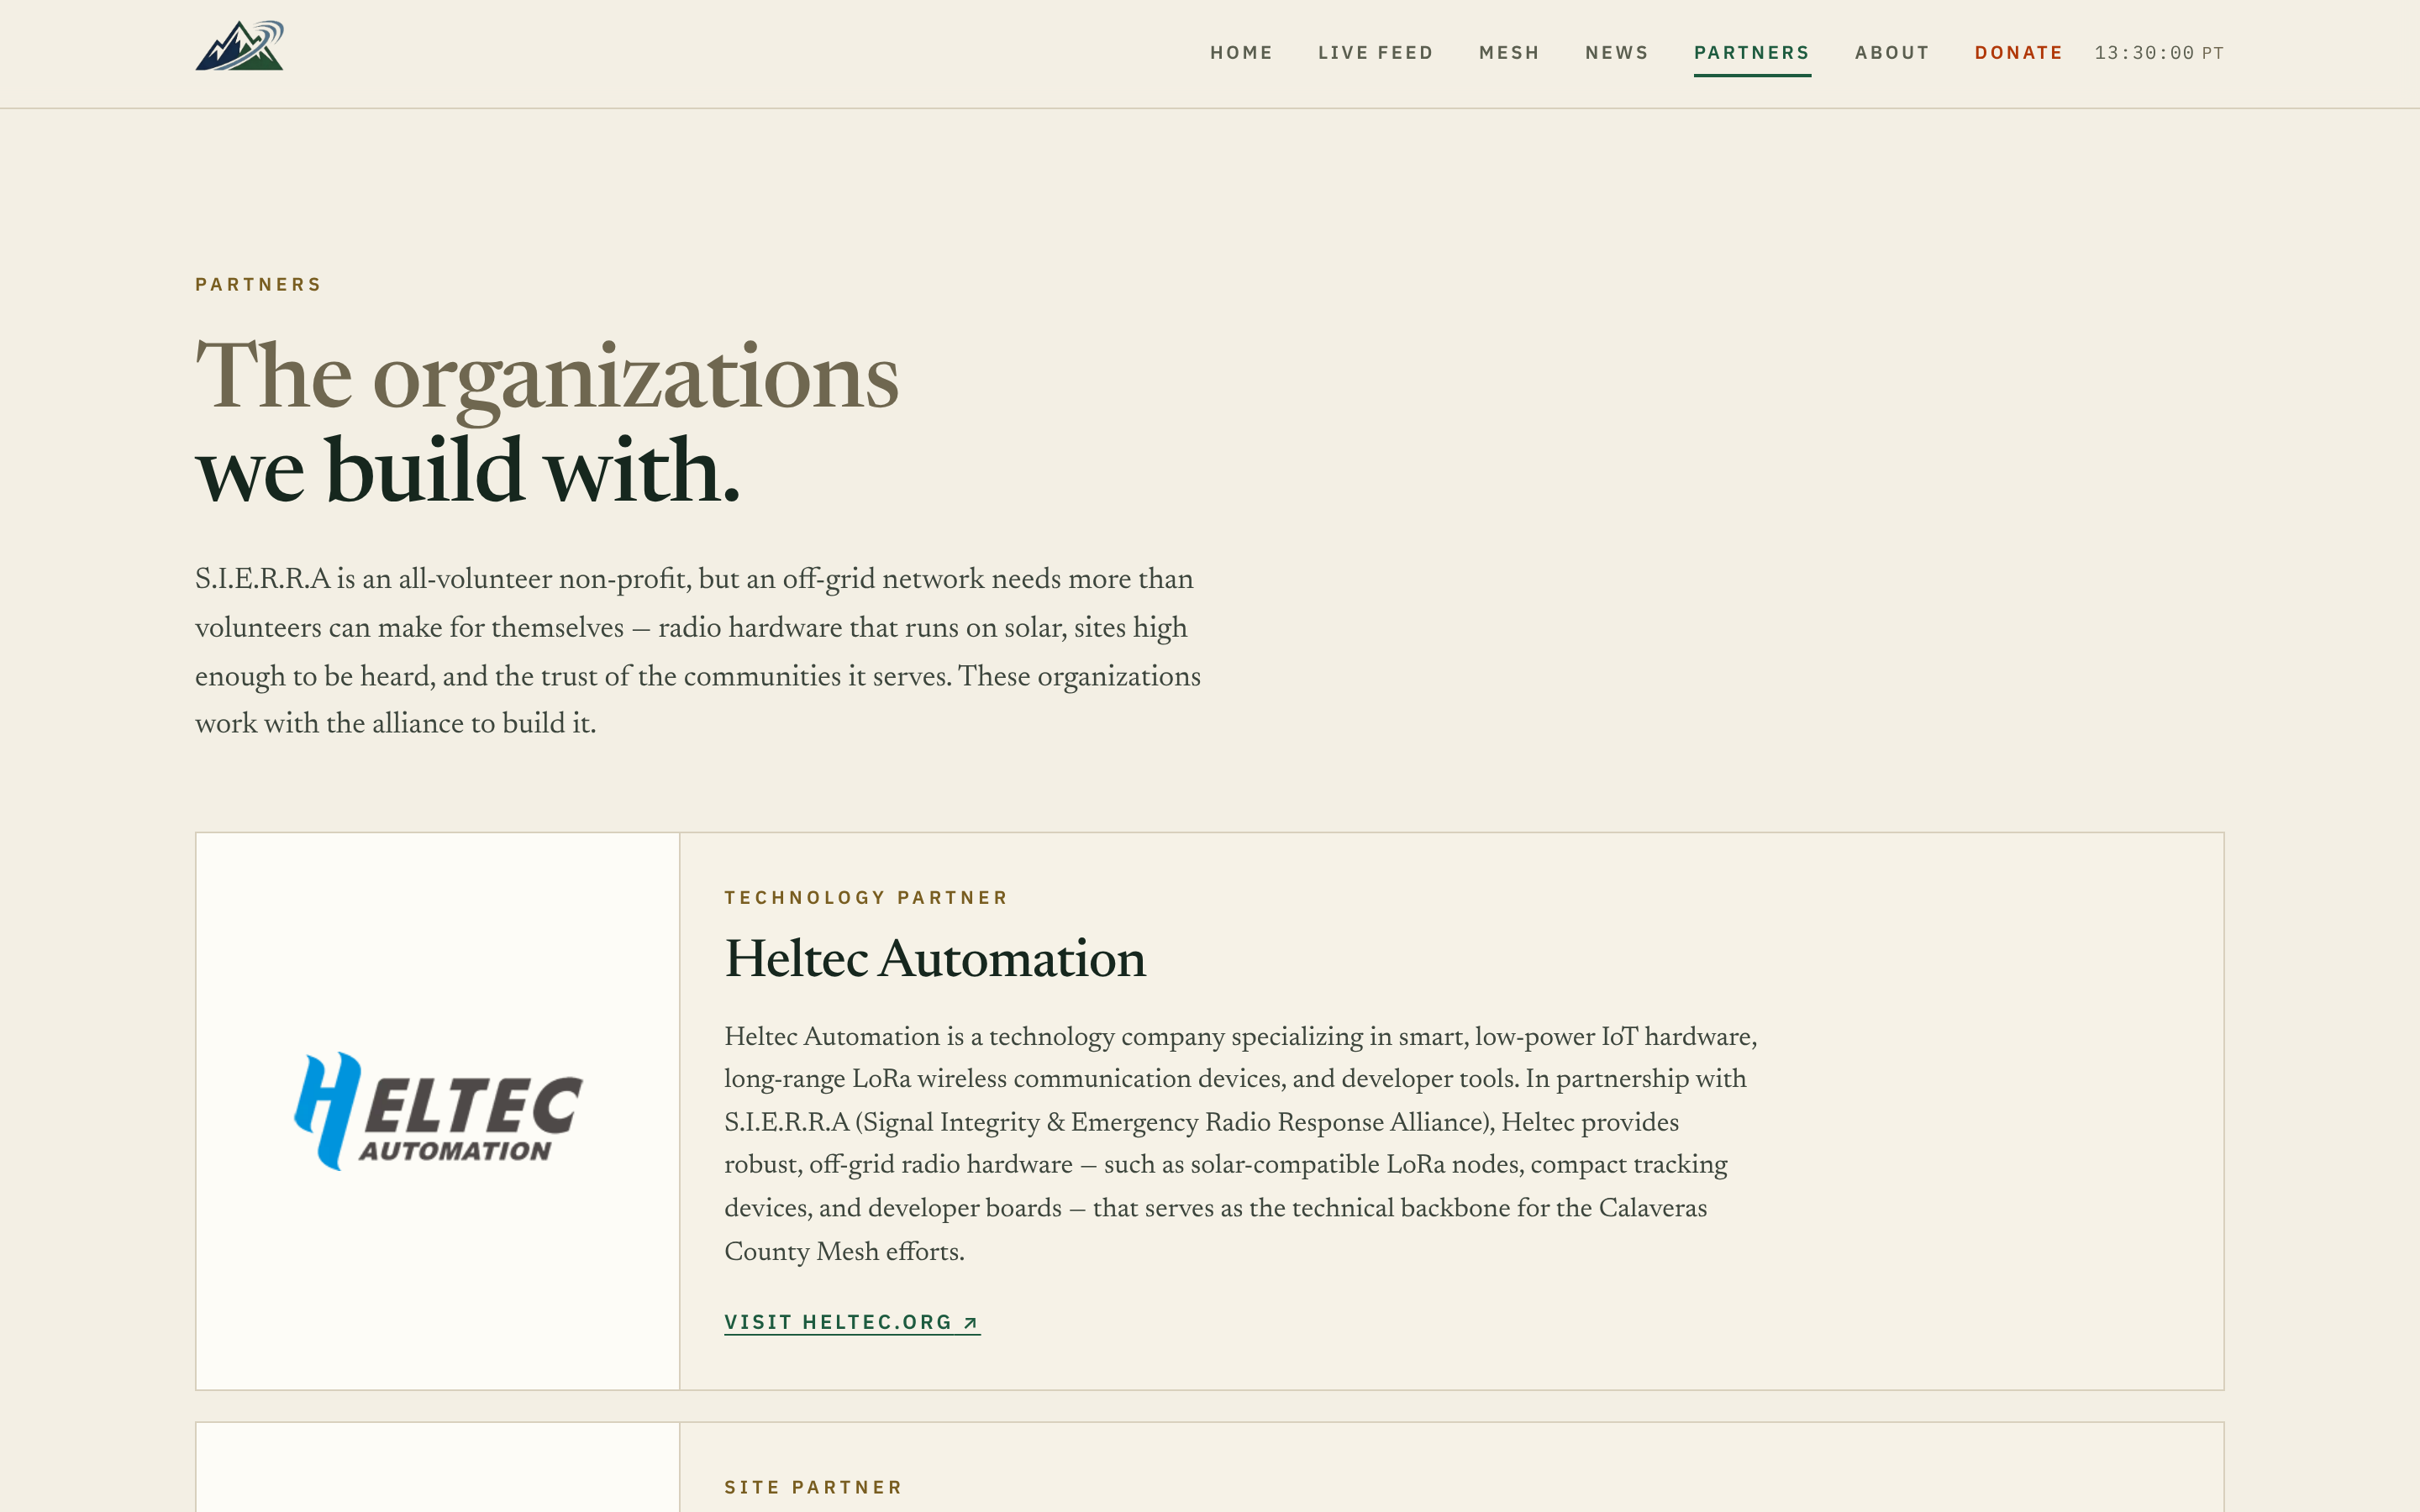 HOME LIVE FEED MESH NEWS PARTNERS ABOUT DONATE 13:30:00 PT
PARTNERS
The organizations
we build with.
S.I.E.R.R.A is an all-volunteer non-profit, but an off-grid network needs more than
volunteers can make for themselves — radio hardware that runs on solar, sites high
enough to be heard, and the trust of the communities it serves. These organizations
work with the alliance to build it.
HELTEC
AUTOMATION
TECHNOLOGY PARTNER
Heltec Automation
Heltec Automation is a technology company specializing in smart, low-power IoT hardware,
long-range LoRa wireless communication devices, and developer tools. In partnership with
S.I.E.R.R.A (Signal Integrity & Emergency Radio Response Alliance), Heltec provides
robust, off-grid radio hardware — such as solar-compatible LoRa nodes, compact tracking
devices, and developer boards — that serves as the technical backbone for the Calaveras
County Mesh efforts.
VISIT HELTEC.ORG ↗
SITE PARTNER